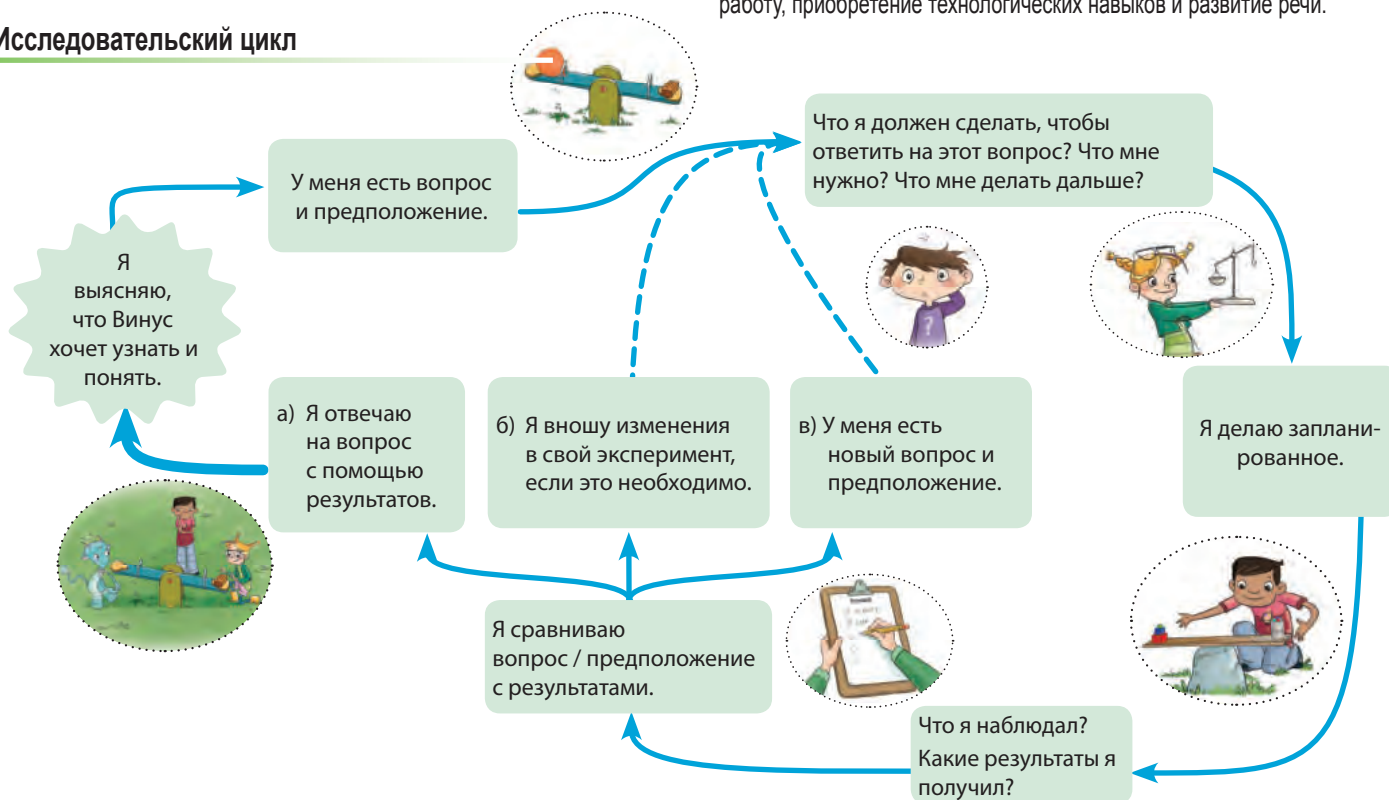 работу, приобретение технологических навыков и развитие речи.
Исследовательский цикл
У меня есть вопрос
и предположение.
Что я должен сделать, чтобы
ответить на этот вопрос? Что мне
нужно? Что мне делать дальше?
Я
выясняю,
что Винус
хочет узнать и
понять.
а) Я отвечаю
на вопрос
с помощью
результатов.
б) Я вношу изменения
в свой эксперимент,
если это необходимо.
в) У меня есть
новый вопрос и
предположение.
Я делаю заплани-
рованное.
Я сравниваю
вопрос / предположение
с результатами.
Что я наблюдал?
Какие результаты я
получил?
?